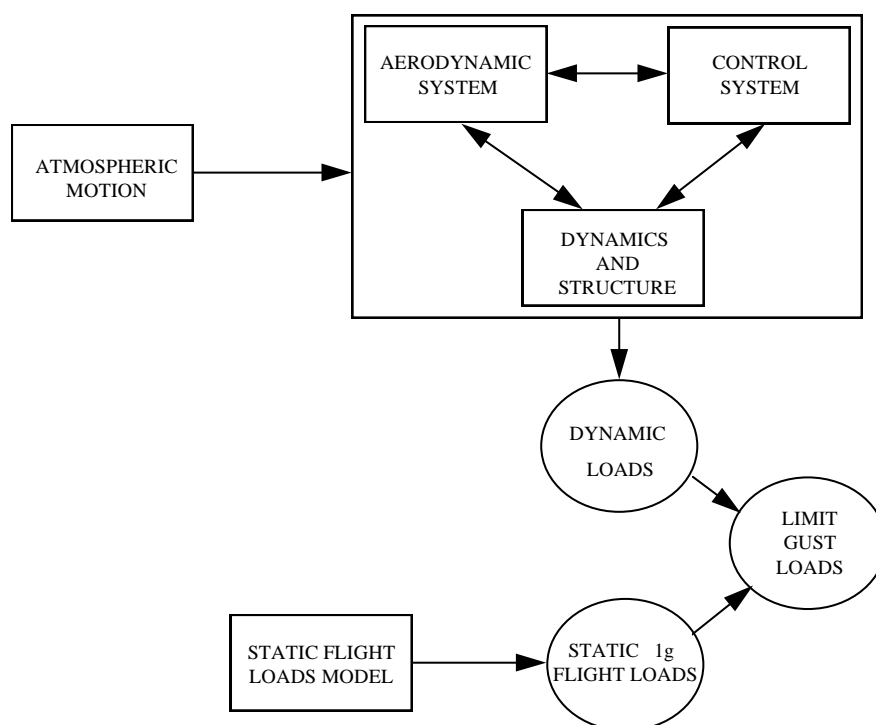 AERODYNAMIC
SYSTEM
CONTROL
SYSTEM
ATMOSPHERIC
MOTION
DYNAMICS
AND
STRUCTURE
DYNAMIC
LOADS
LIMIT
GUST
LOADS
STATIC FLIGHT
LOADS MODEL
STATIC 1g
FLIGHT LOADS